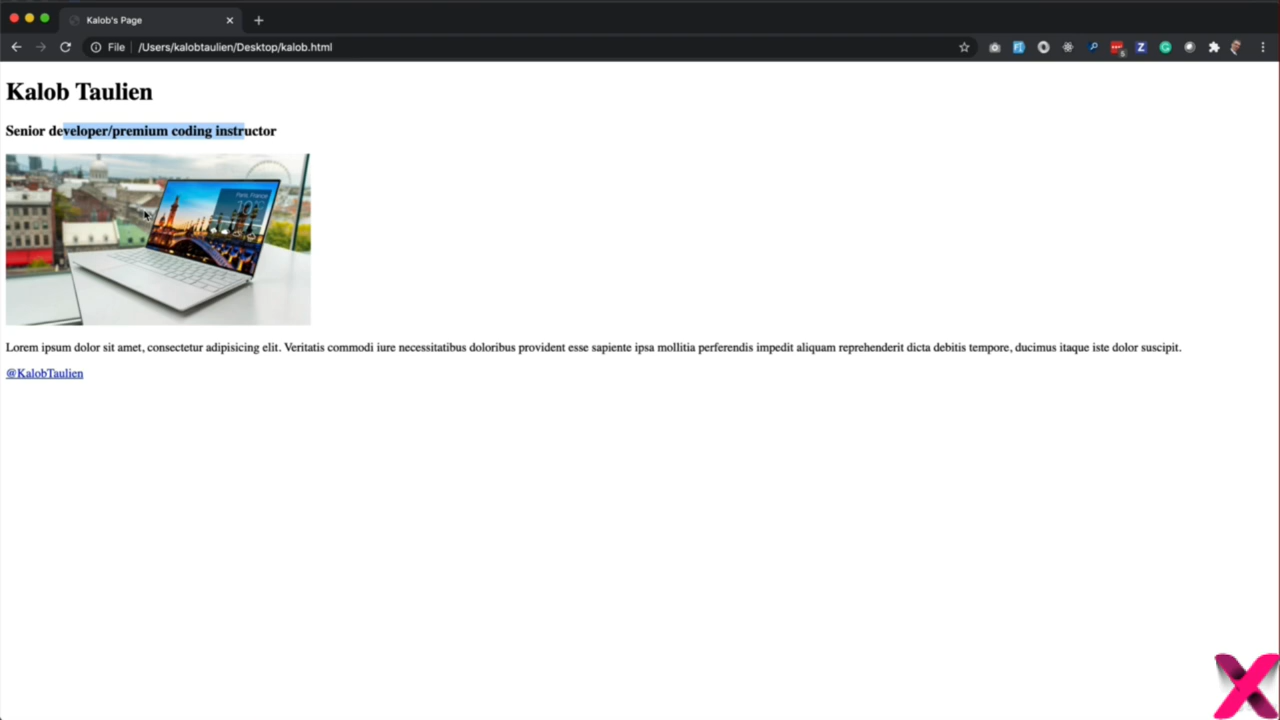 Kalob's Page
File
/Users/kalobtaulien/Desktop/kalob.html
Kalob Taulien
Senior developer/premium coding instructor
Paris, France
Lorem ipsum dolor sit amet, consectetur adipisicing elit. Veritatis commodi iure necessitatibus doloribus provident esse sapiente ipsa mollitia perferendis impedit aliquam reprehenderit dicta debitis tempore, ducimus itaque iste dolor suscipit.
@KalobTaulien